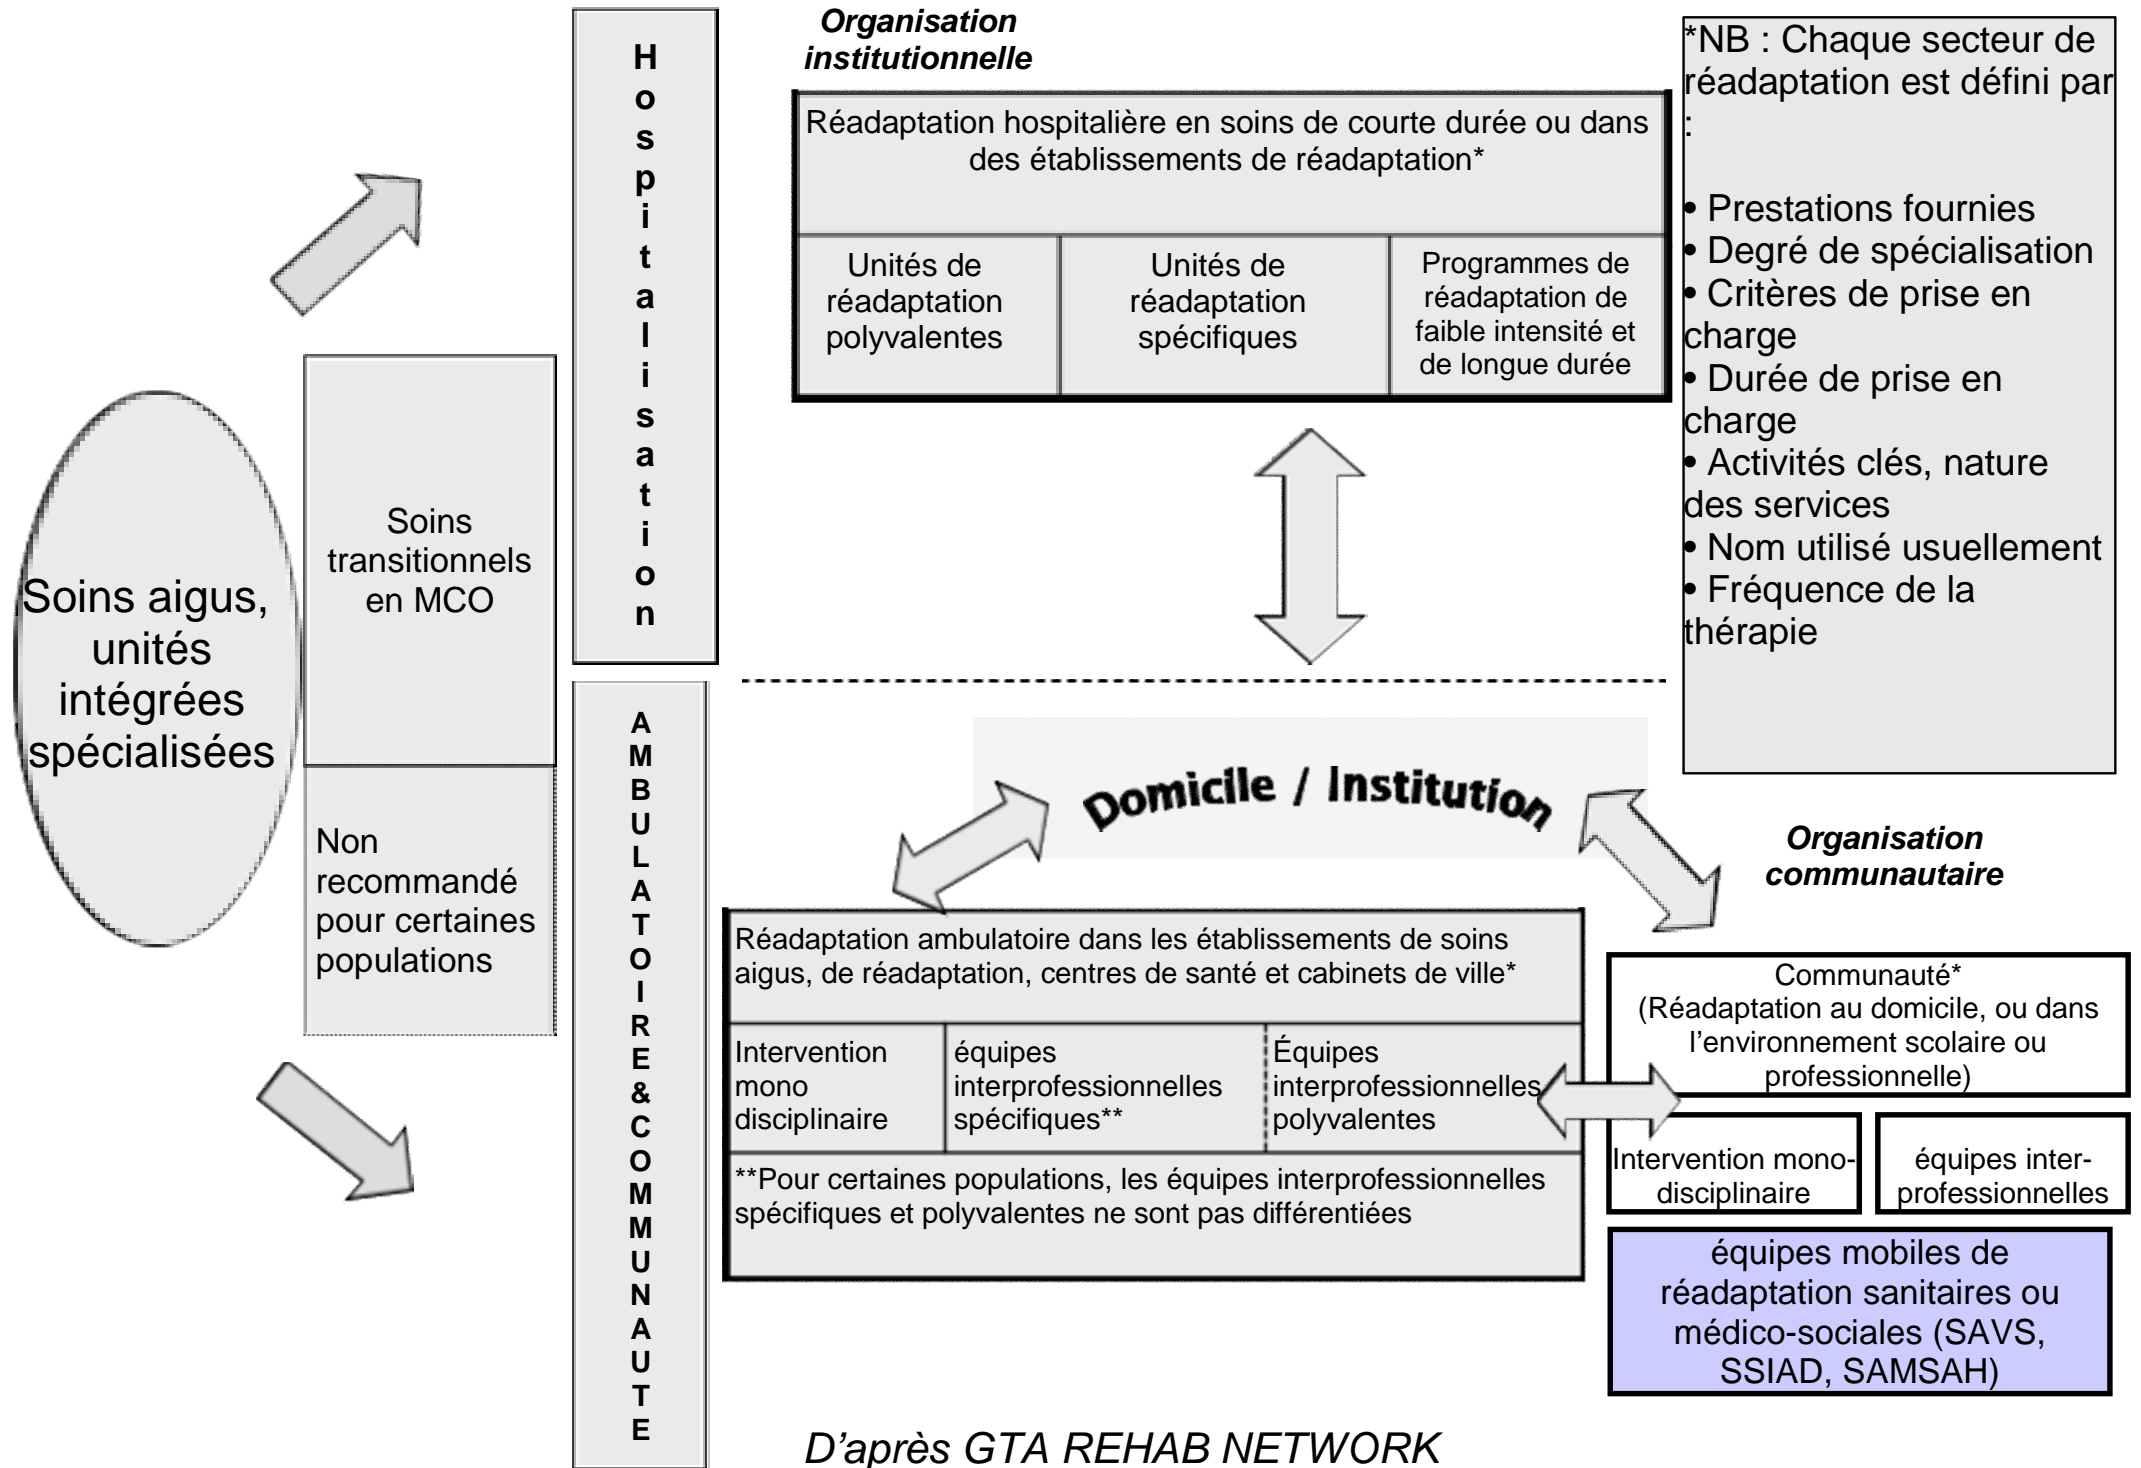 Organisation
institutionnelle
Hospitalisation
Réadaptation hospitalière en soins de courte durée ou dans
des établissements de réadaptation*
Unités de
réadaptation
polyvalentes
Unités de
réadaptation
spécifiques
Programmes de
réadaptation de
faible intensité et
de longue durée
*NB : Chaque secteur de
réadaptation est défini par
:
• Prestations fournies
• Degré de spécialisation
• Critères de prise en
charge
• Durée de prise en
charge
• Activités clés, nature
des services
• Nom utilisé usuellement
• Fréquence de la
thérapie
Soins aigus,
unités
intégrées
spécialisées
Soins
transitionnels
en MCO
Non
recommandé
pour certaines
populations
AMBULATOIRE&COMMUNAUTE
Domicile / Institution
Organisation
communautaire
Réadaptation ambulatoire dans les établissements de soins
aigus, de réadaptation, centres de santé et cabinets de ville*
Intervention
mono
disciplinaire
équipes
interprofessionnelles
spécifiques**
Équipes
interprofessionnelles
polyvalentes
**Pour certaines populations, les équipes interprofessionnelles
spécifiques et polyvalentes ne sont pas différentiées
Communauté*
(Réadaptation au domicile, ou dans
l'environnement scolaire ou
professionnelle)
Intervention mono-
disciplinaire
équipes inter-
professionnelles
équipes mobiles de
réadaptation sanitaires ou
médico-sociales (SAVS,
SSIAD, SAMSAH)
D'après GTA REHAB NETWORK